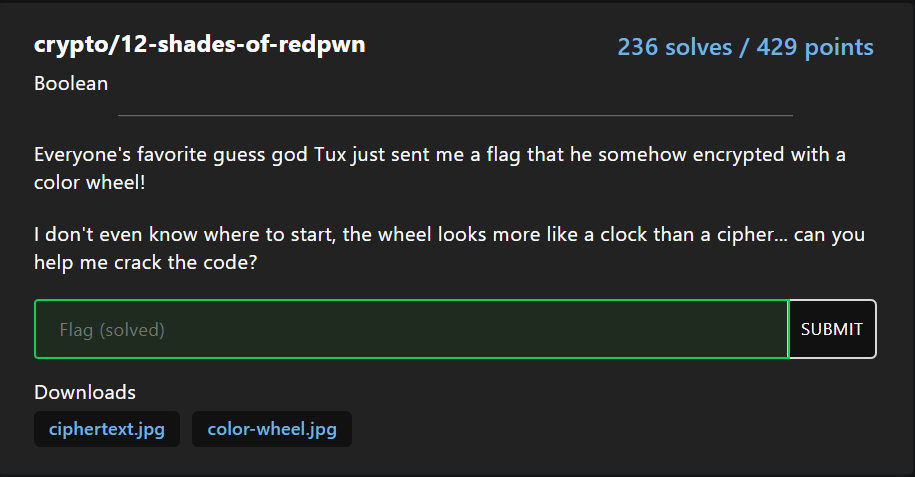 crypto/12-shades-of-redpwn
236 solves / 429 points
Boolean
Everyone's favorite guess god Tux just sent me a flag that he somehow encrypted with a
color wheel!
I don't even know where to start, the wheel looks more like a clock than a cipher... can you
help me crack the code?
Flag (solved)
SUBMIT
Downloads
ciphertext.jpg
color-wheel.jpg